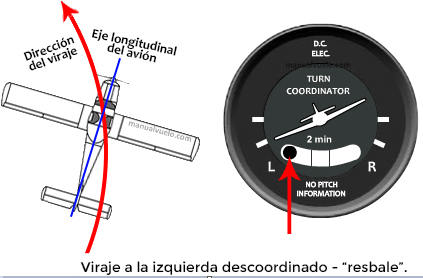 Dirección
del viraje
Eje longitudinal
del avión
manualvuelo.com
D.C.
ELEC.
manualvuelo.com
TURN
COORDINATOR
2 min
L
R
NO PITCH
INFORMATION
Viraje a la izquierda descoordinado - “resbale”.